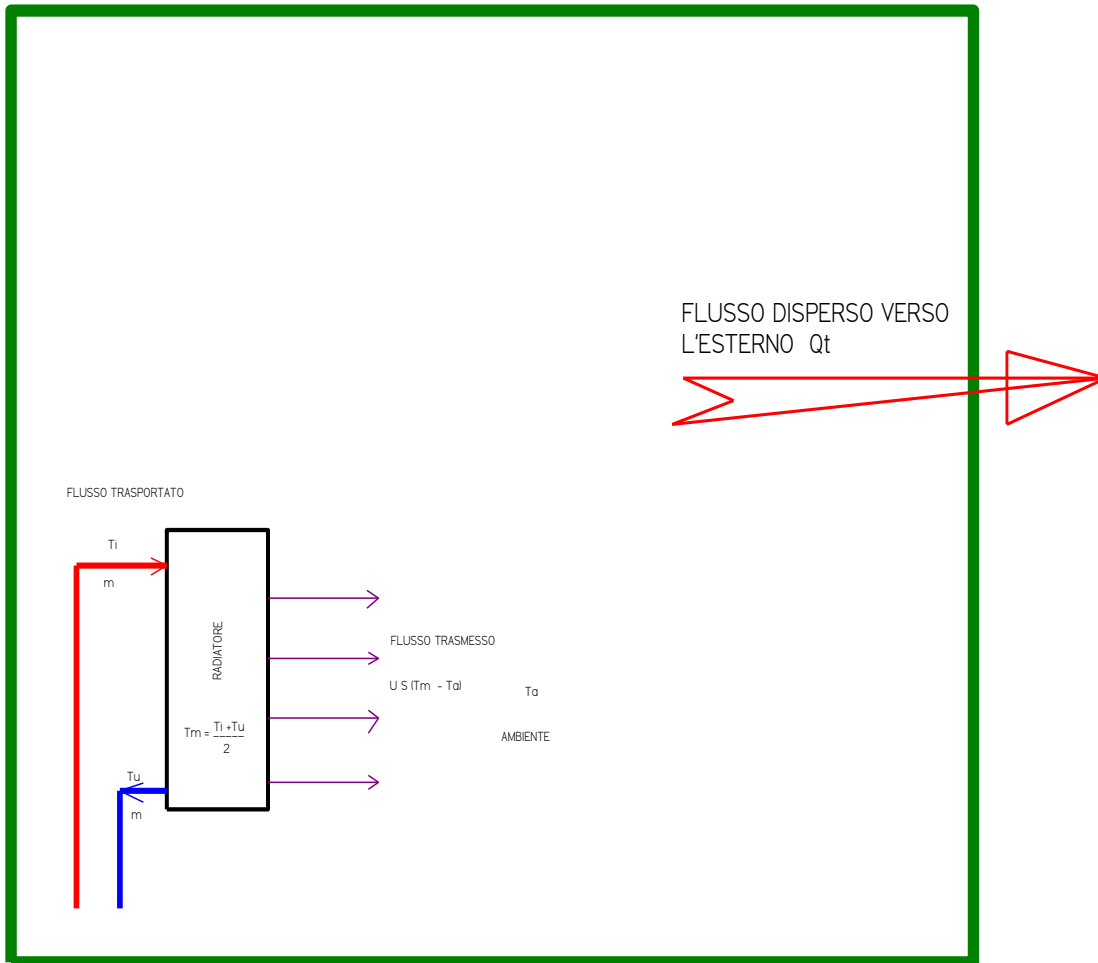 FLUSSO DISPERSO VERSO
L'ESTERNO Qt
FLUSSO TRASPORTATO
Ti
m
RADIATORE
FLUSSO TRASMESSO
U S (Tm - Ta)
Ta
AMBIENTE
Tm = Ti +Tu
-----
2
Tu
m